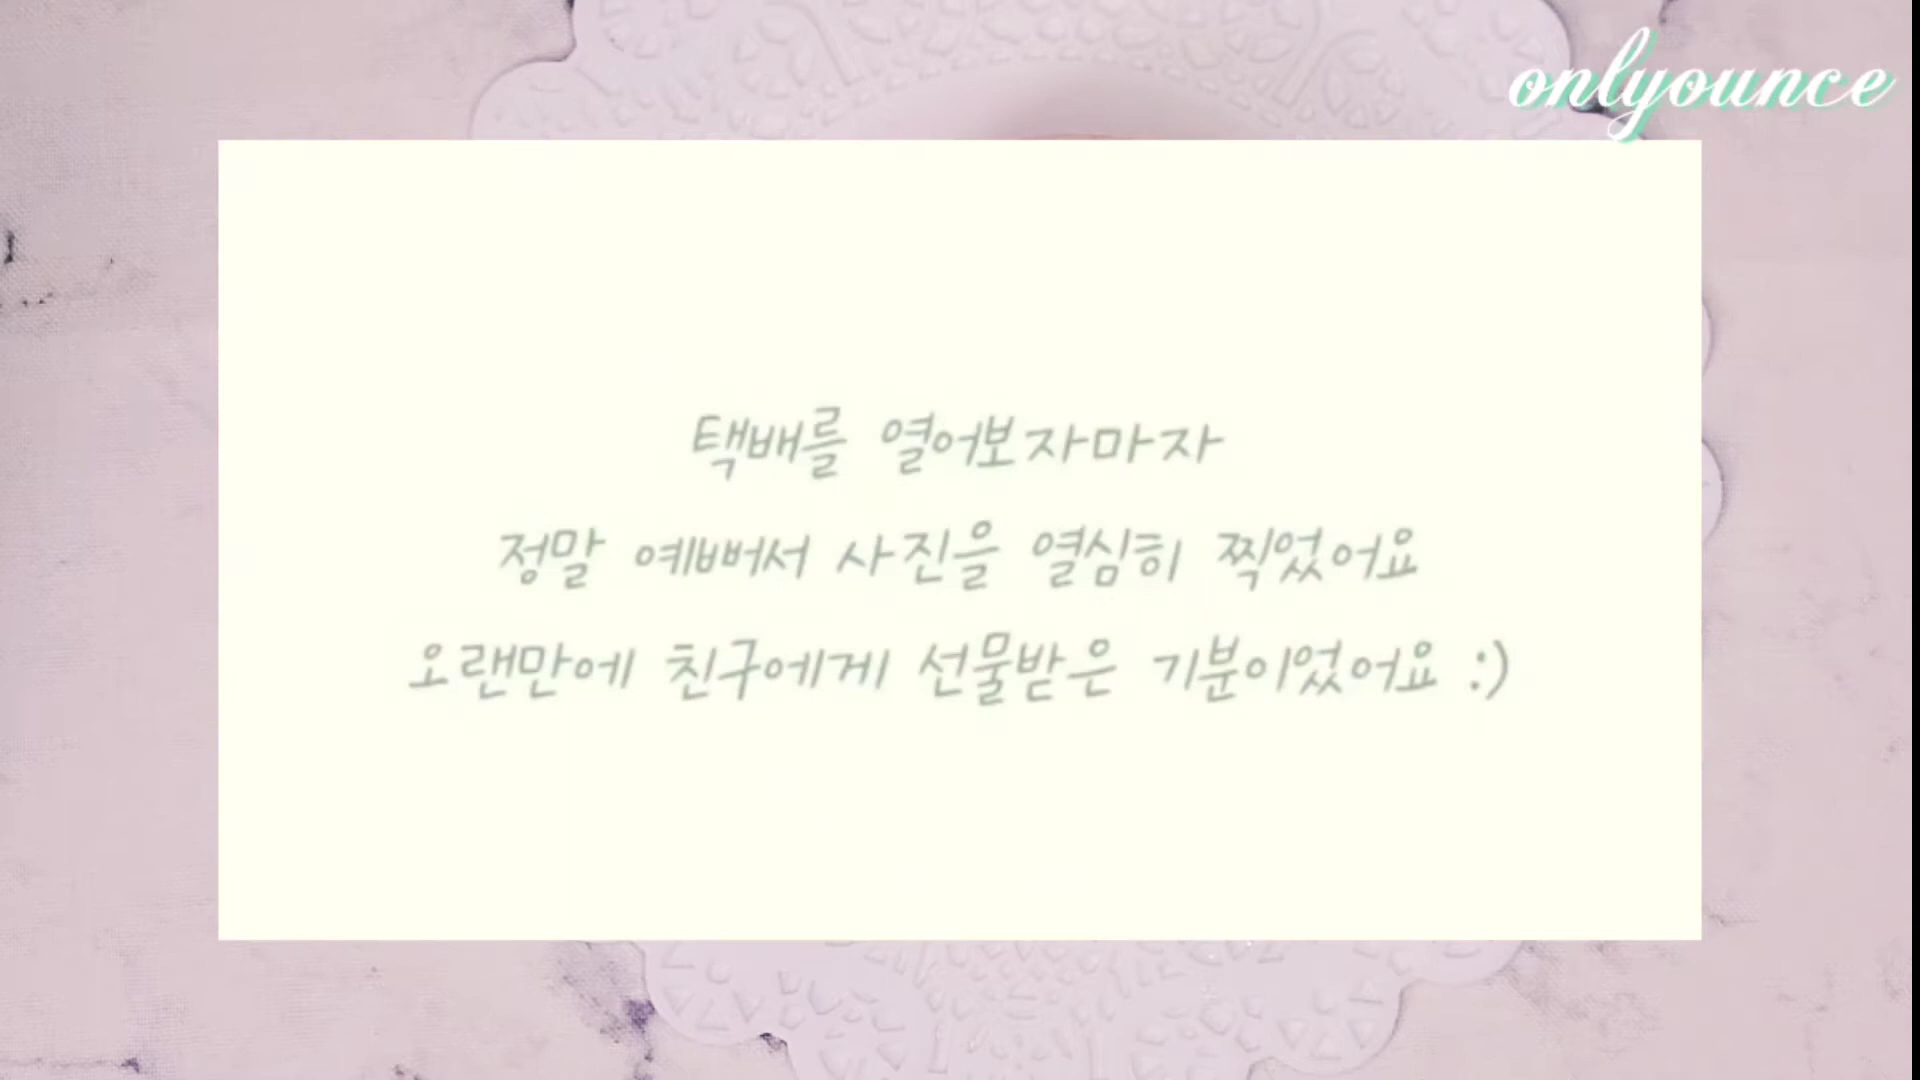 onlyounce
택배를 열어보자마자
정말 예뻐서 사진을 열심히 찍었어요
오랜만에 친구에게 선물받은 기분이었어요 :)